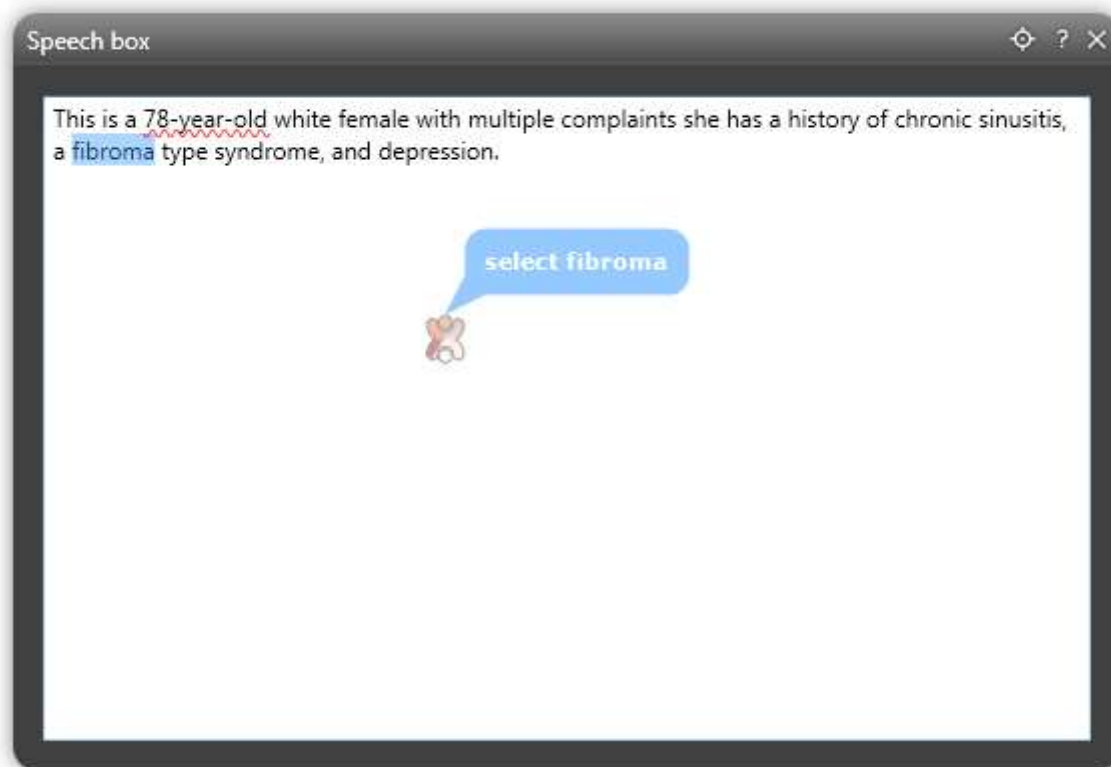 Speech box
?
This is a 78-year-old white female with multiple complaints she has a history of chronic sinusitis,
a fibroma type syndrome, and depression.
select fibroma